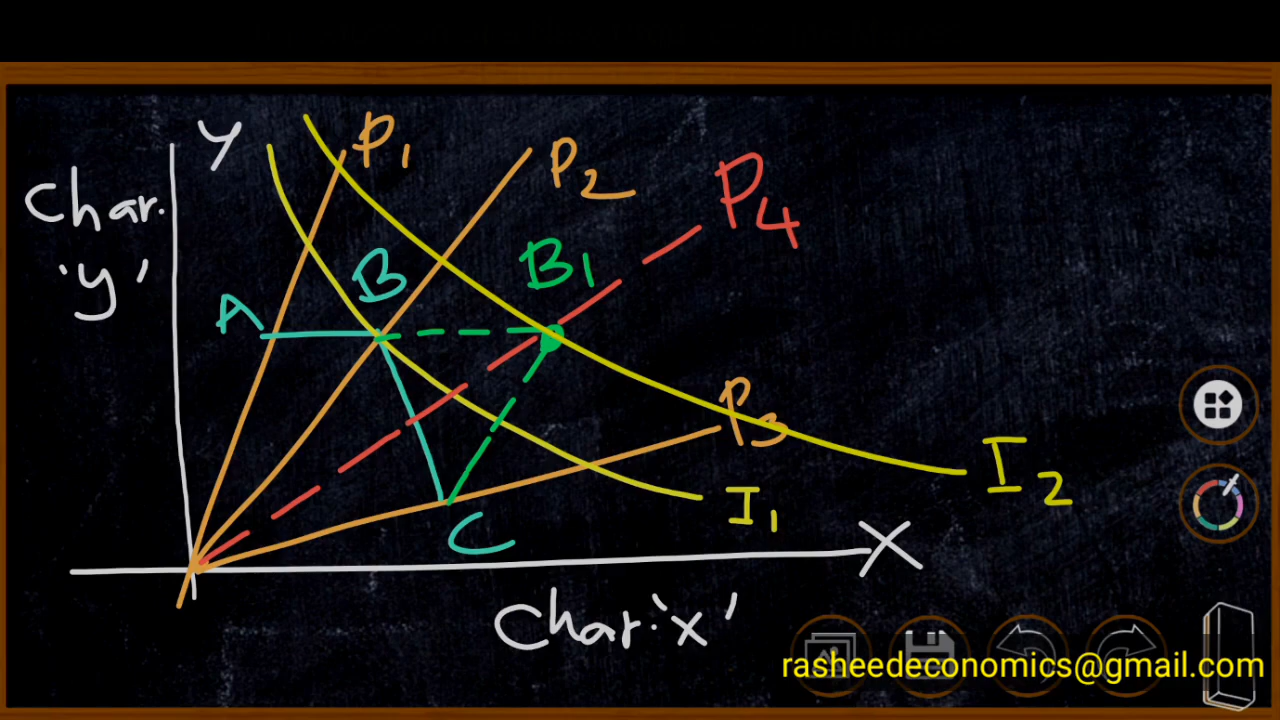 Y
P1
P2
P4
Char.
'y'
A
B
B1
P3
I1
I2
C
X
Char. 'x'
rasheedeconomics@gmail.com